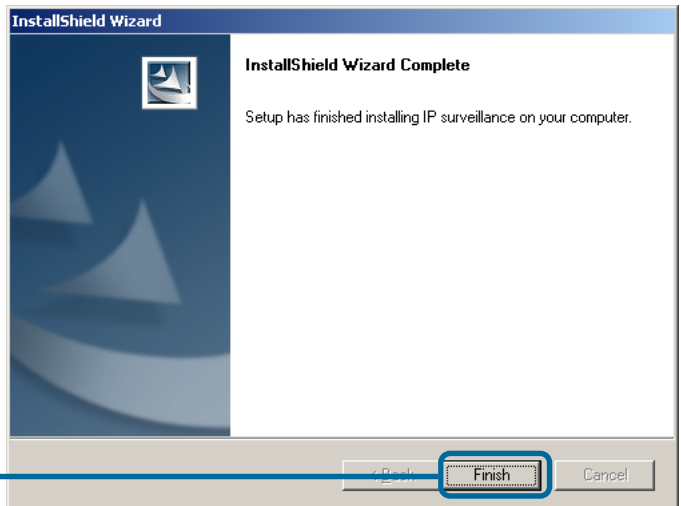 InstallShield Wizard
InstallShield Wizard Complete
Setup has finished installing IP surveillance on your computer.
< Back Finish Cancel